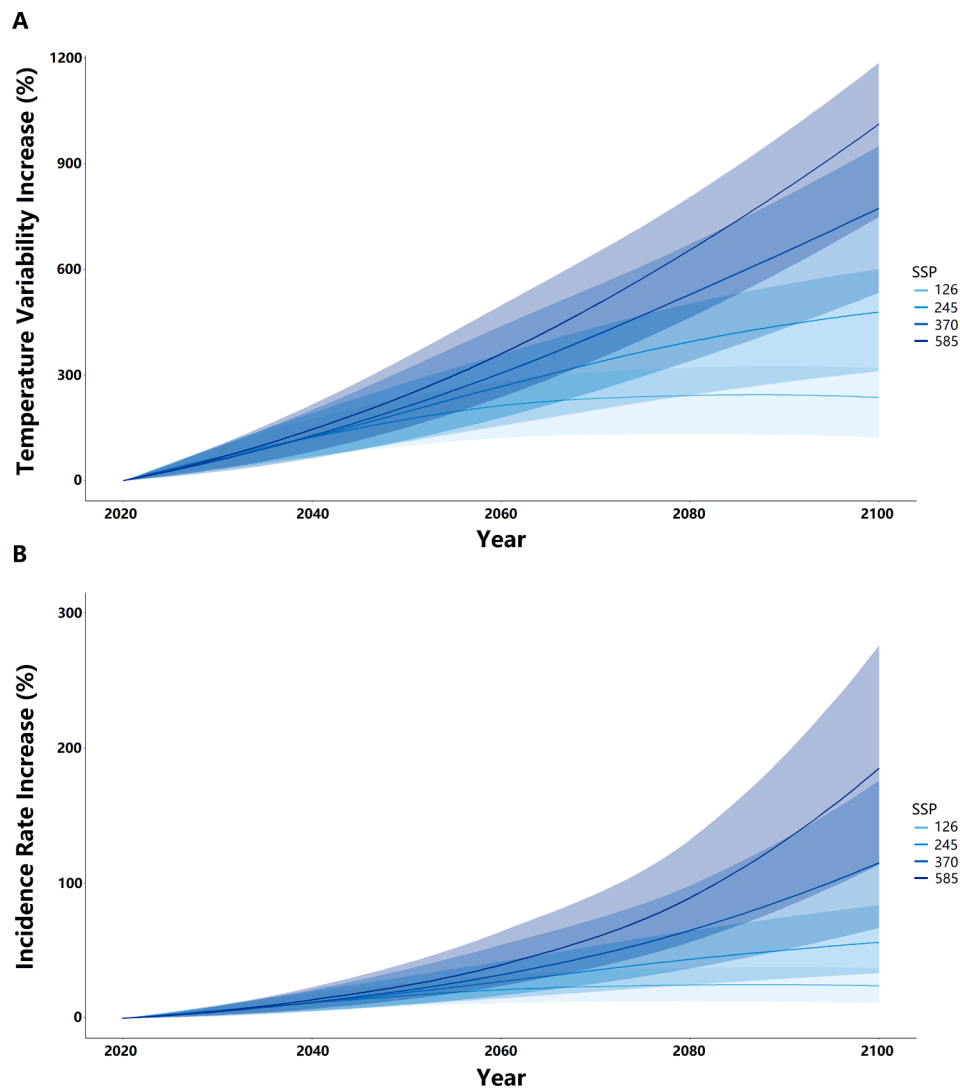 A
Temperature Variability Increase (%)
1200
900
600
300
0
2020 2040 2060 2080 2100
Year
SSP
126
245
370
585
B
Incidence Rate Increase (%)
300
200
100
0
2020 2040 2060 2080 2100
Year
SSP
126
245
370
585